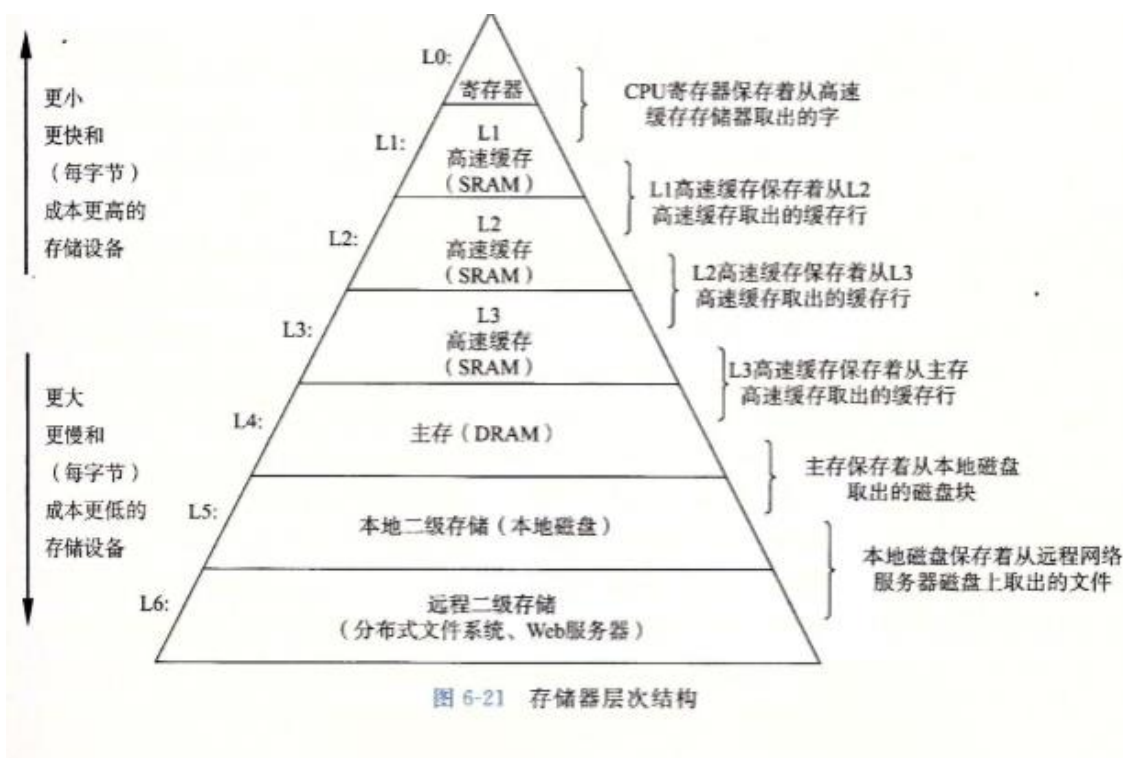 更小
更快和
（每字节）
成本更高的
存储设备
更大
更慢和
（每字节）
成本更低的
存储设备
L0:
寄存器
L1:
L1
高速缓存
（SRAM）
L2:
L2
高速缓存
（SRAM）
L3:
L3
高速缓存
（SRAM）
L4:
主存（DRAM）
L5:
本地二级存储（本地磁盘）
L6:
远程二级存储
（分布式文件系统、Web服务器）
CPU寄存器保存着从高速
缓存存储器取出的字
L1高速缓存保存着从L2
高速缓存取出的缓存行
L2高速缓存保存着从L3
高速缓存取出的缓存行
L3高速缓存保存着从主存
高速缓存取出的缓存行
主存保存着从本地磁盘
取出的磁盘块
本地磁盘保存着从远程网络
服务器磁盘上取出的文件
图 6-21 存储器层次结构